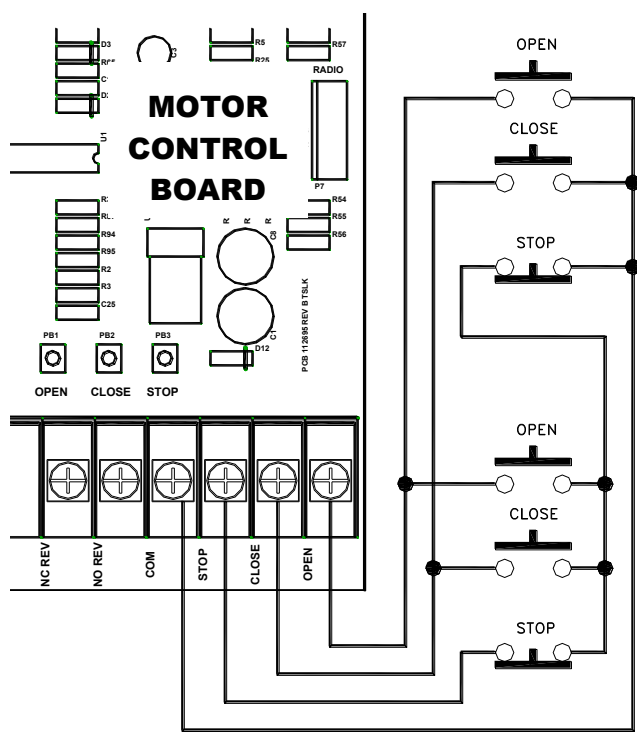 D3
C3
R5
R57
R25
RADIO
MOTOR
CONTROL
BOARD
U1
P7
R54
R55
R56
R94
R95
R2
R3
C25
C8
C1
D12
PCB 112695 REV B TSLK
PB1
PB2
PB3
OPEN
CLOSE
STOP
NC REV
NO REV
COM
STOP
CLOSE
OPEN
OPEN
CLOSE
STOP
OPEN
CLOSE
STOP